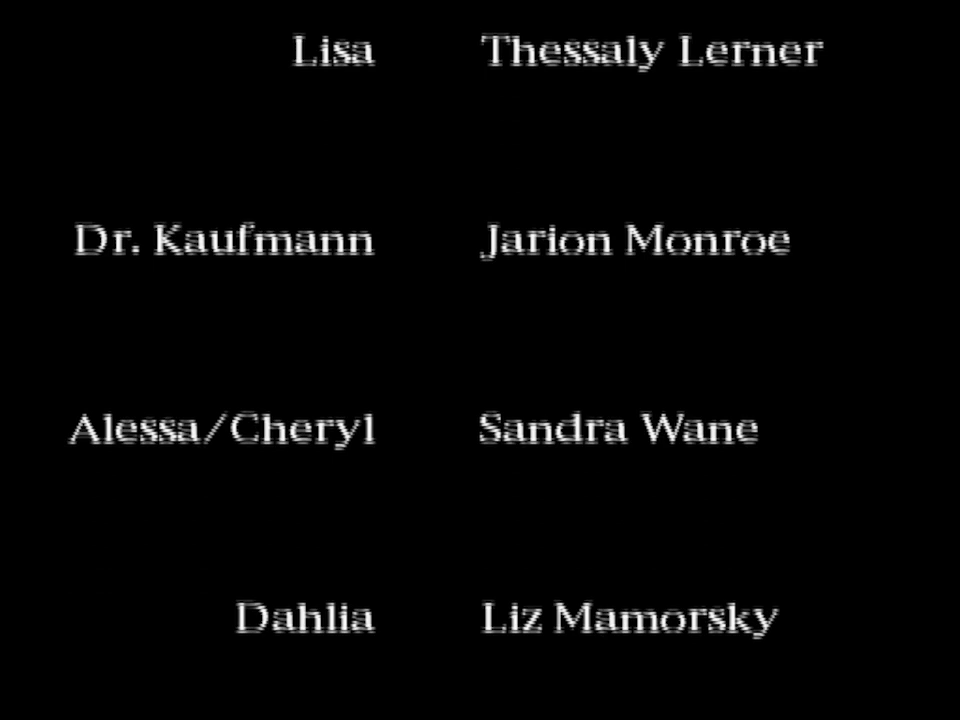 Lisa Thessaly Lerner
Dr. Kaufmann Jarion Monroe
Alessa/Cheryl Sandra Wane
Dahlia Liz Mamorsky